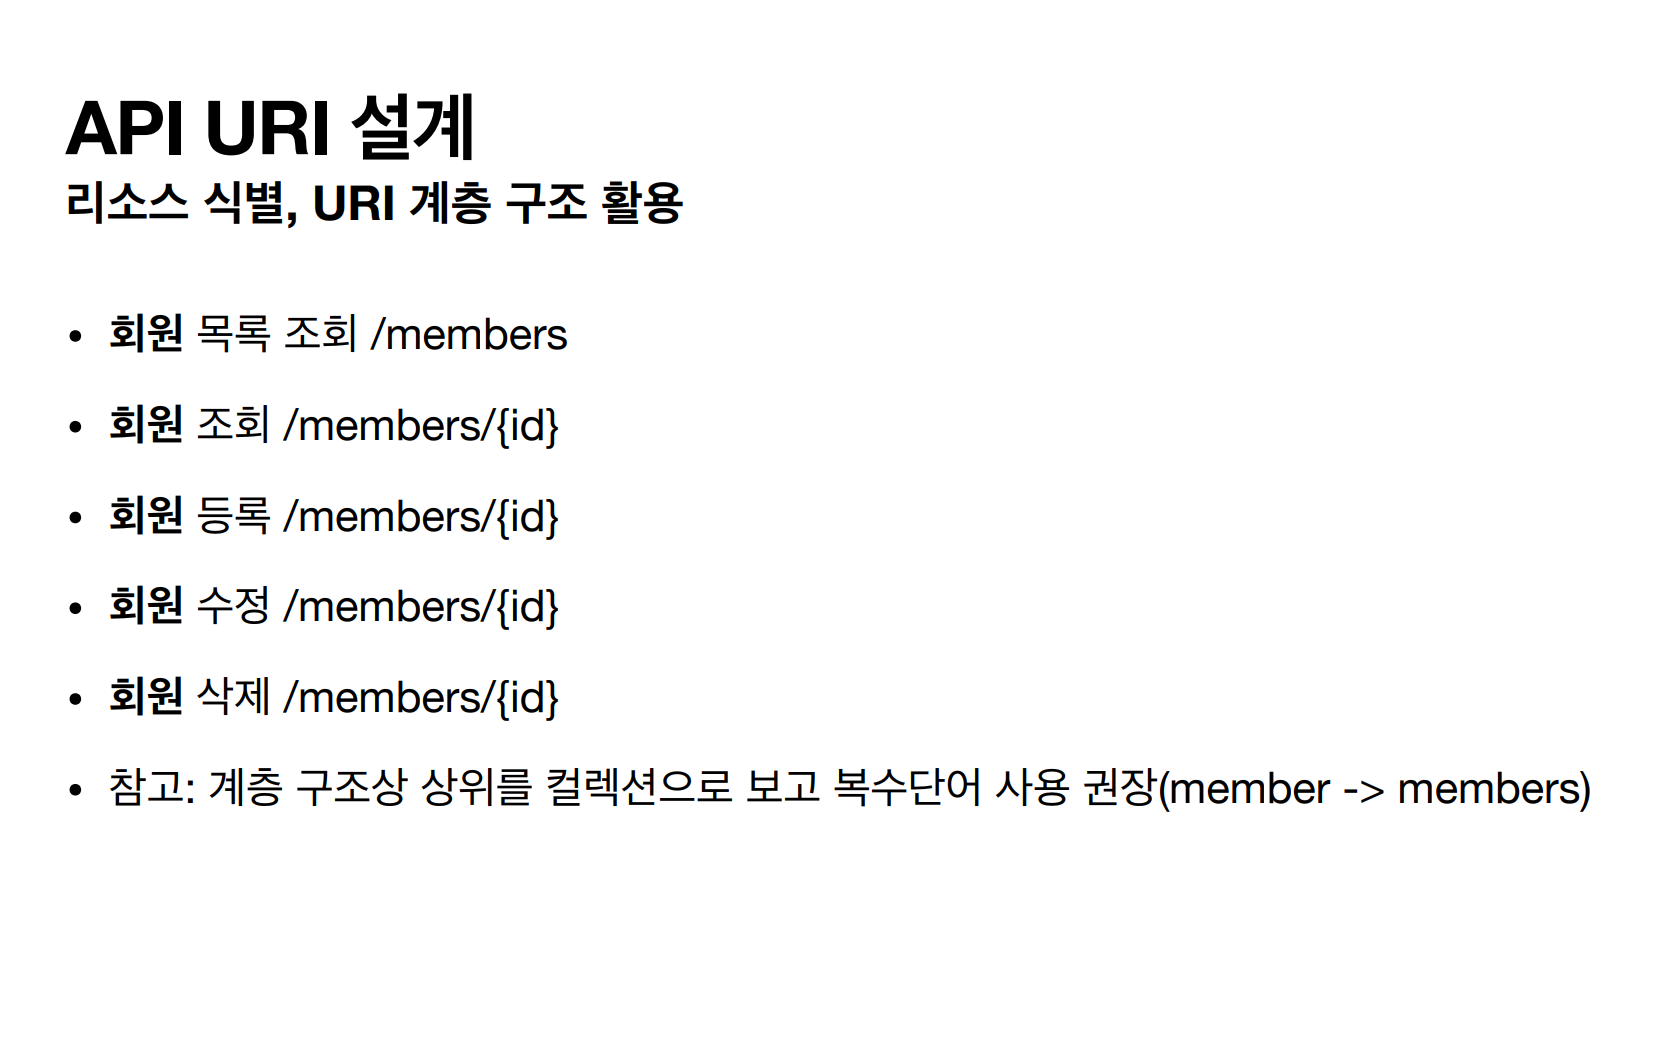 API URI 설계
리소스 식별, URI 계층 구조 활용
• 회원 목록 조회 /members
• 회원 조회 /members/{id}
• 회원 등록 /members/{id}
• 회원 수정 /members/{id}
• 회원 삭제 /members/{id}
• 참고: 계층 구조상 상위를 컬렉션으로 보고 복수단어 사용 권장(member -> members)